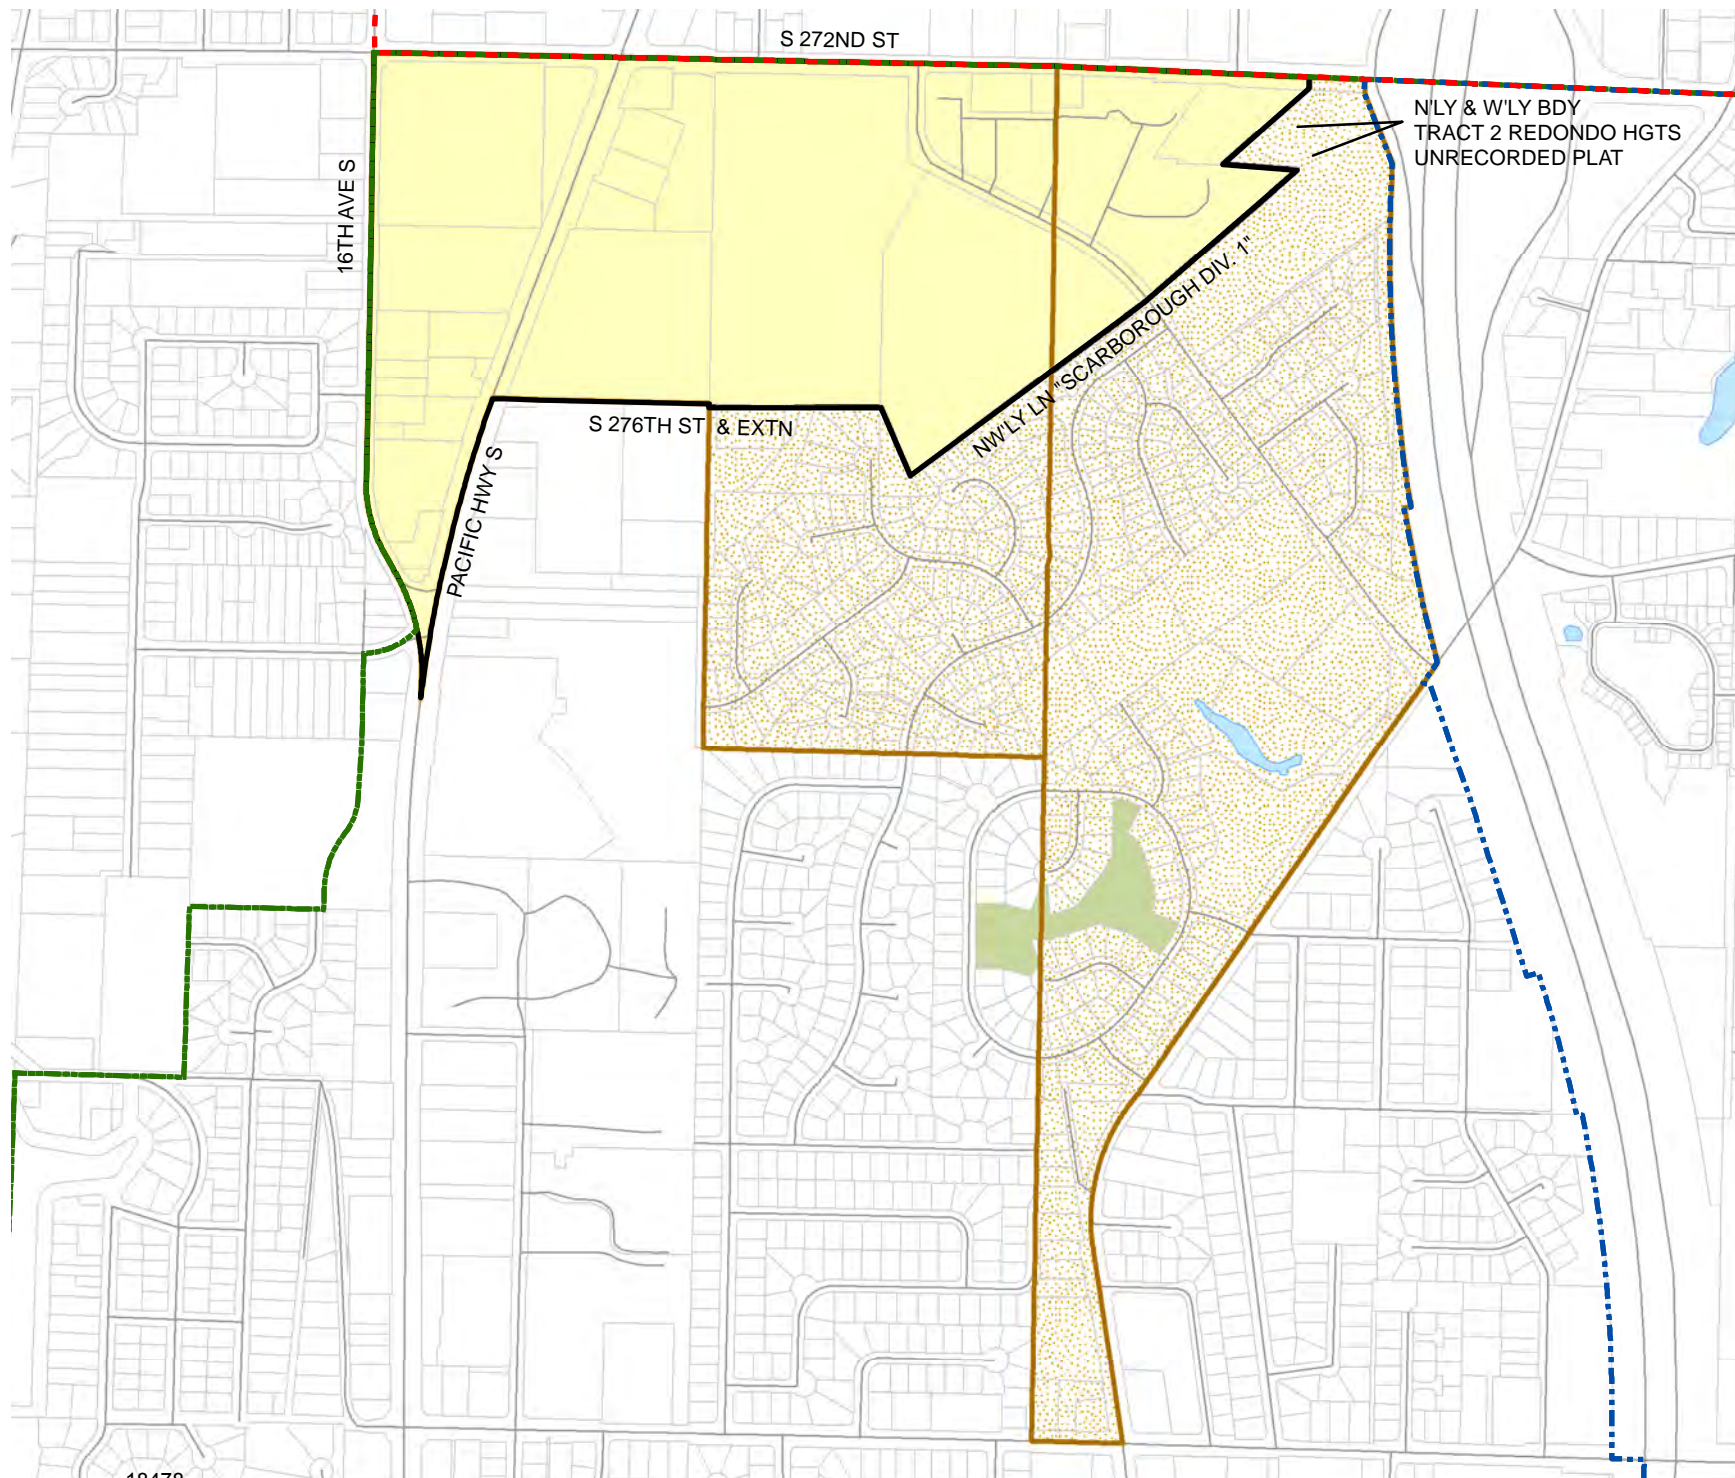 S 272ND ST
N'LY & W'LY BDY
TRACT 2 REDONDO HGTS
UNRECORDED PLAT
16TH AVE S
NW'LY LN "SCARBOROUGH DIV. 1"
S 276TH ST & EXTN
PACIFIC HWY S